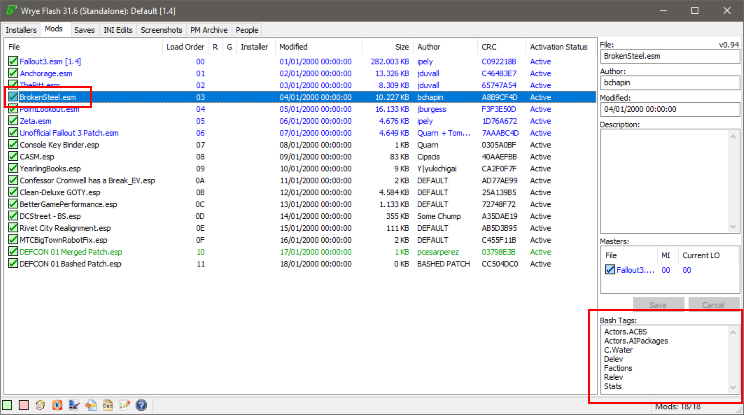 Wrye Flash 31.6 (Standalone): Default [1.4]
Installers Mods Saves INI Edits Screenshots PM Archive People
File Load Order R G Installer Modified Size Author CRC Activation Status
Fallout3.esm [1.4] 00 01/01/2000 00:00:00 282.003 KB ipely C092218B Active
Anchorage.esm 01 02/01/2000 00:00:00 13.326 KB jduvall C46483E7 Active
ThePitt.esm 02 03/01/2000 00:00:00 8.309 KB jduvall 65747A54 Active
BrokenSteel.esm 03 04/01/2000 00:00:00 10.227 KB bchapin A8B9CF4D Active
PointLookout.esm 04 05/01/2000 00:00:00 16.133 KB jburgess F3F3E50D Active
Zeta.esm 05 06/01/2000 00:00:00 4.676 KB ipely 1D76A672 Active
Unofficial Fallout 3 Patch.esm 06 07/01/2000 00:00:00 4.649 KB Quarn + Tom... 7AAABC4D Active
Console Key Binder.esp 07 08/01/2000 00:00:00 1 KB Quarn 0305A0BF Active
CASM.esp 08 09/01/2000 00:00:00 83 KB Cipscis 40AAEFBB Active
YearlingBooks.esp 09 10/01/2000 00:00:00 9 KB Y|yukichigai CA2F0F7F Active
Confessor Cromwell has a Break_EV.esp 0A 11/01/2000 00:00:00 2 KB DEFAULT AD77AE99 Active
Clean-Deluxe GOTY.esp 0B 12/01/2000 00:00:00 4.584 KB DEFAULT 25A139B5 Active
BetterGamePerformance.esp 0C 13/01/2000 00:00:00 1.133 KB DEFAULT 72748F72 Active
DCStreet - BS.esp 0D 14/01/2000 00:00:00 355 KB Some Chump A35DAE19 Active
Rivet City Realignment.esp 0E 15/01/2000 00:00:00 111 KB DEFAULT AB5D3B95 Active
MTCBigTownRobotFix.esp 0F 16/01/2000 00:00:00 2 KB DEFAULT C455F11B Active
DEFCON 01 Merged Patch.esp 10 17/01/2000 00:00:00 1 KB pcesarperez 03798E3B Active
DEFCON 01 Bashed Patch.esp 11 18/01/2000 00:00:00 0 KB BASHED PATCH CC504DC0 Active
File: v0.94
BrokenSteel.esm
Author:
bchapin
Modified:
04/01/2000 00:00:00
Description:
Masters:
File MI Current LO
Fallout3.... 00 00
Save Cancel
Bash Tags:
Actors.ACBS
Actors.AIPackages
C.Water
Delev
Factions
Relev
Stats
Mods: 18/18